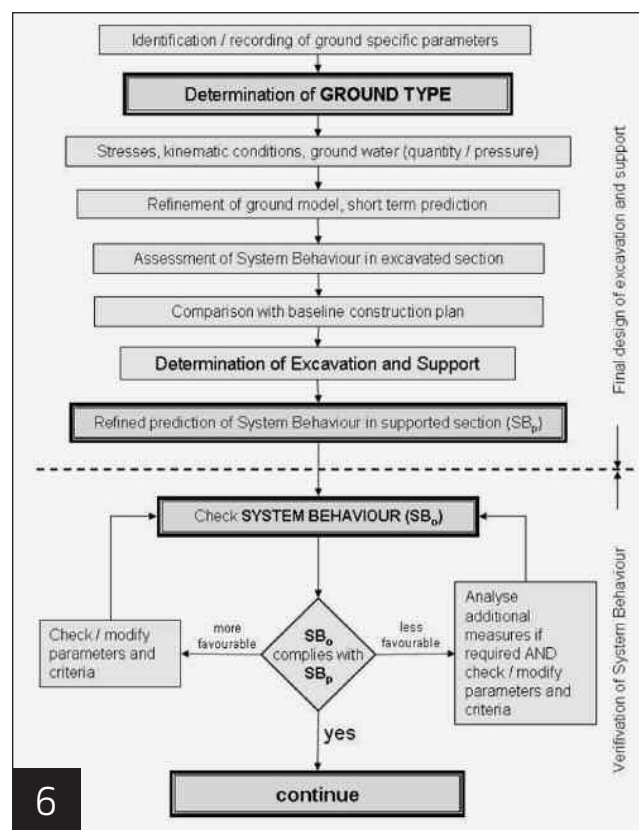 Identification / recording of ground specific parameters
Determination of GROUND TYPE
Stresses, kinematic conditions, ground water (quantity / pressure)
Refinement of ground model, short term prediction
Assessment of System Behaviour in excavated section
Comparison with baseline construction plan
Determination of Excavation and Support
Refined prediction of System Behaviour in supported section (SBp)
Final design of excavation and support
Check SYSTEM BEHAVIOUR (SBo)
Check / modify
parameters and
criteria
more
favourable
SBo
complies with
SBp
less
favourable
Analyse
additional
measures if
required AND
check / modify
parameters and
criteria
yes
continue
Verifivation of System Behaviour
6